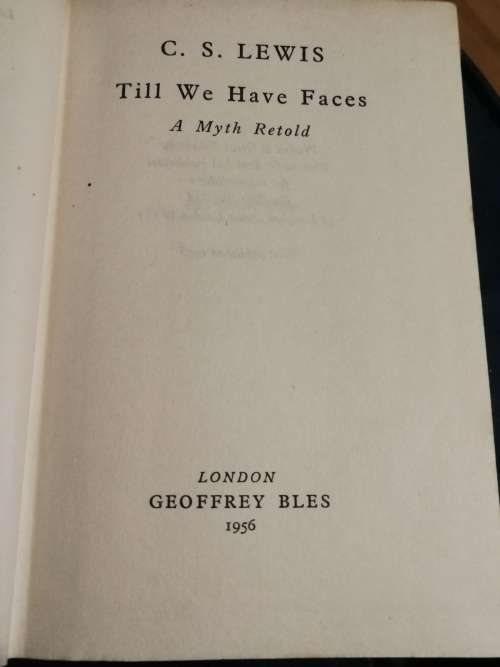 C. S. LEWIS
Till We Have Faces
A Myth Retold
LONDON
GEOFFREY BLES
1956